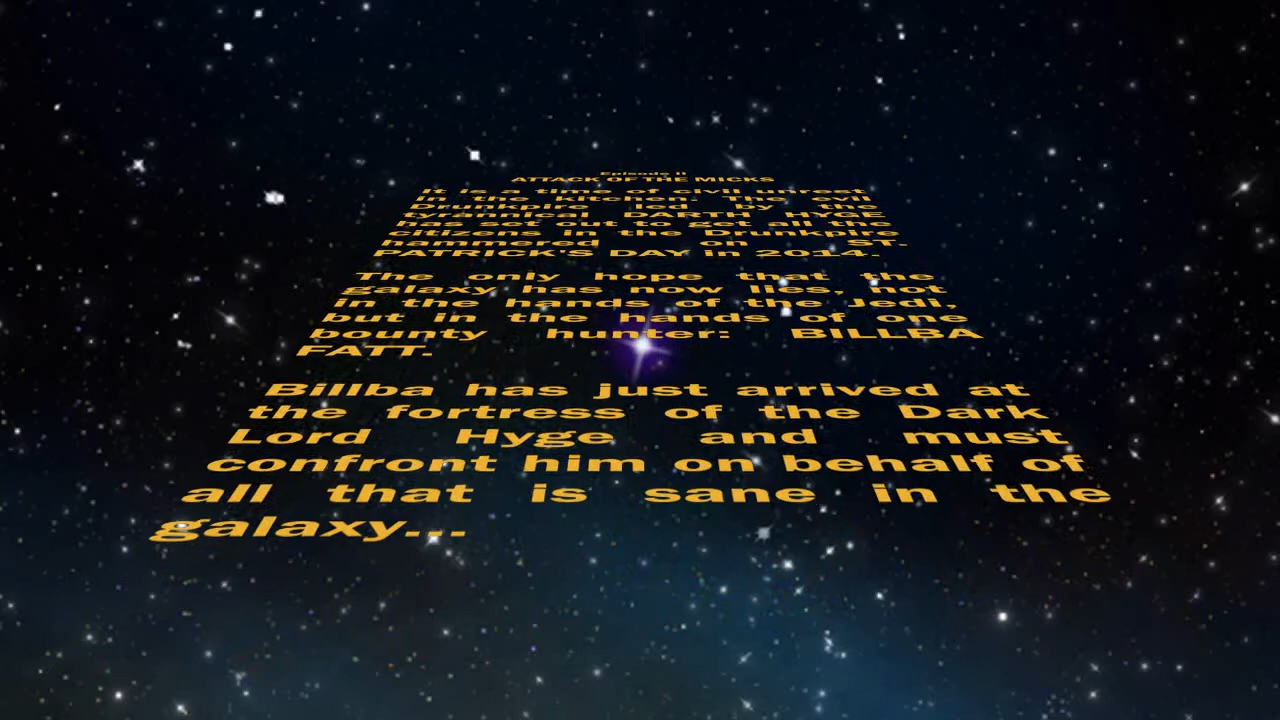 Episode II
ATTACK OF THE MICKS
It is a time of civil unrest
in the kitchen. The evil
Drunkpire led by the
tyrannical DARTH HYGE
has set out to get all the
citizens in the Drunkpire
hammered on ST.
PATRICK'S DAY in 2014.
The only hope that the
galaxy has now lies, not
in the hands of the Jedi,
but in the hands of one
bounty hunter: BILLBA
FATT.
Billba has just arrived at
the fortress of the Dark
Lord Hyge and must
confront him on behalf of
all that is sane in the
galaxy...